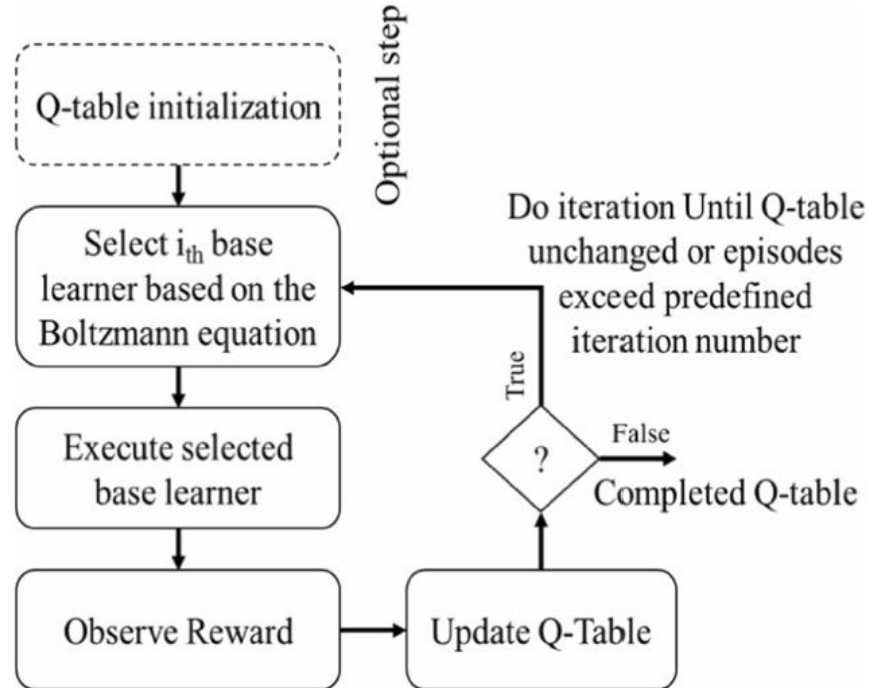 Q-table initialization
Optional step
Select i_th base
learner based on the
Boltzmann equation
Execute selected
base learner
Observe Reward
Update Q-Table
?
True
False
Do iteration Until Q-table
unchanged or episodes
exceed predefined
iteration number
Completed Q-table